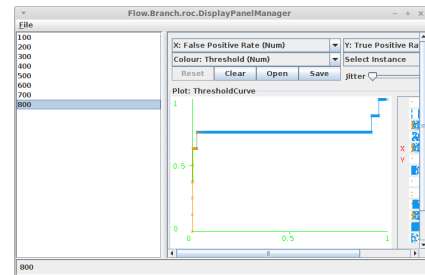 Flow.Branch.roc.DisplayPanelManager
File
100
200
300
400
500
600
700
800
X: False Positive Rate (Num)
Y: True Positive Ra
Colour: Threshold (Num)
Select Instance
Reset
Clear
Open
Save
Jitter
Plot: ThresholdCurve
1
0.5
0
0
0.5
1
X
Y
800